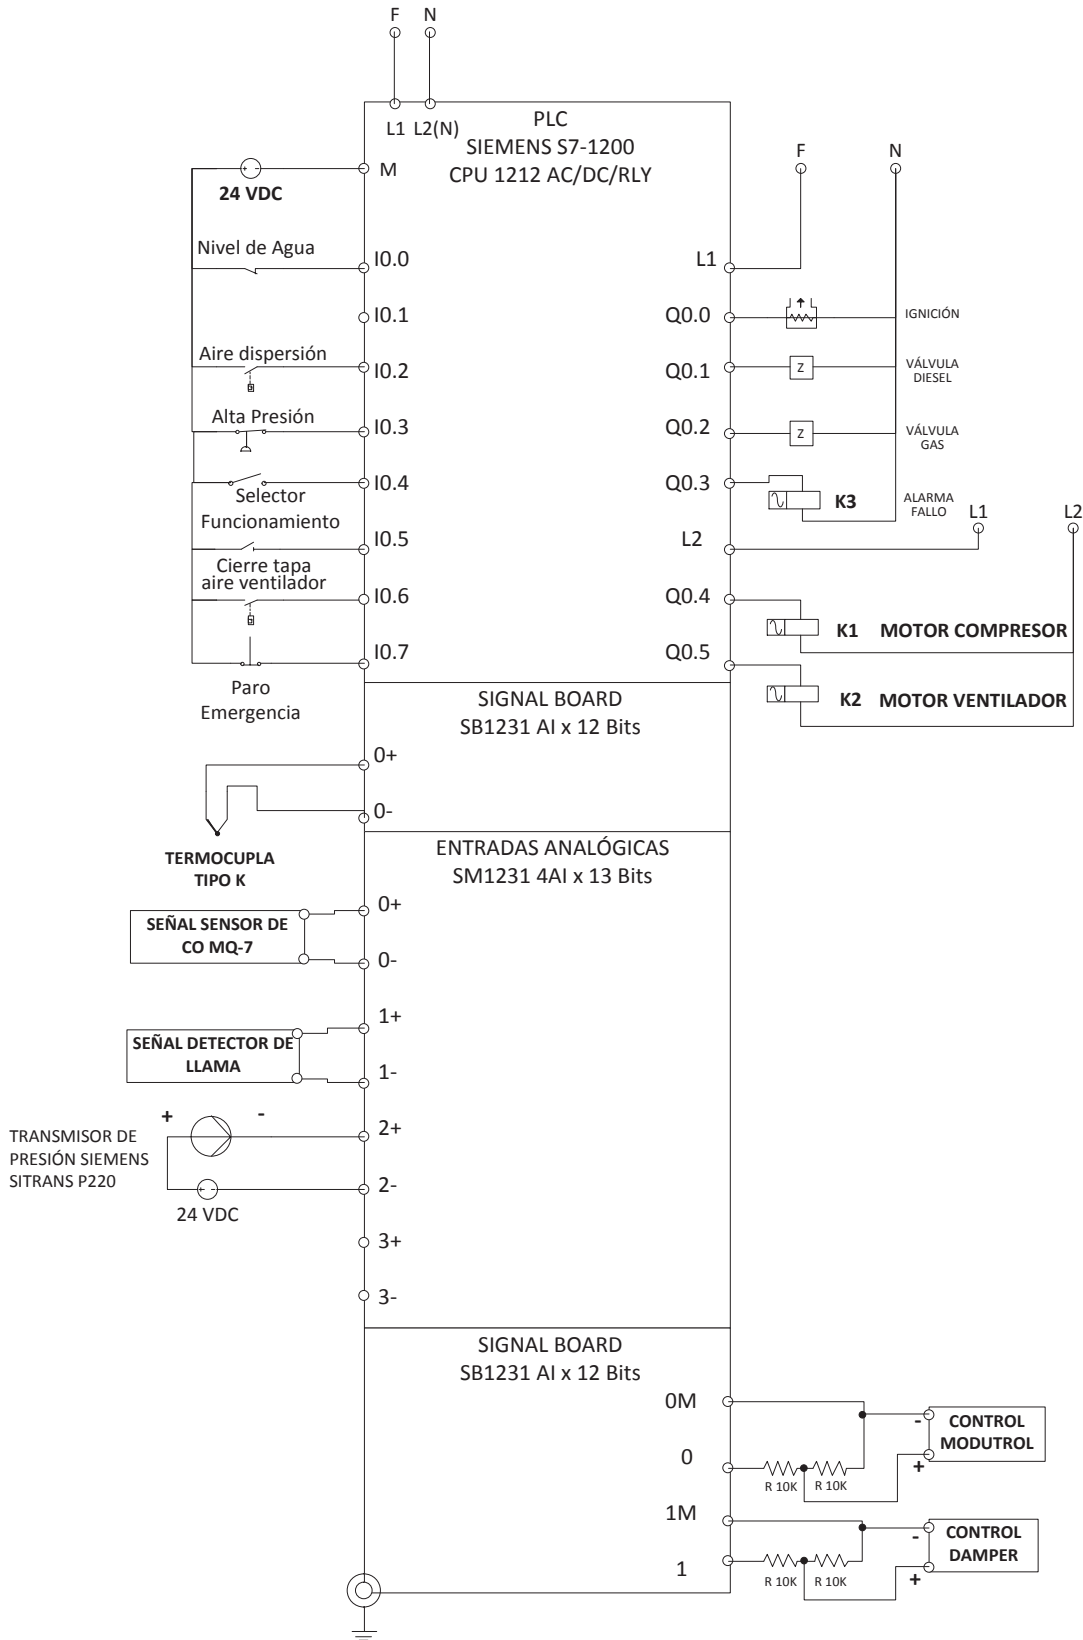 F N
L1 L2(N)
PLC
SIEMENS S7-1200
CPU 1212 AC/DC/RLY
M
24 VDC
Nivel de Agua
I0.0
I0.1
Aire dispersión
I0.2
Alta Presión
I0.3
I0.4
Selector
Funcionamiento
I0.5
Cierre tapa
aire ventilador
I0.6
I0.7
Paro
Emergencia
F N
L1
Q0.0
IGNICIÓN
Q0.1
Z
VÁLVULA
DIESEL
Q0.2
Z
VÁLVULA
GAS
Q0.3
K3
ALARMA
FALLO
L1 L2
L2
Q0.4
K1 MOTOR COMPRESOR
Q0.5
K2 MOTOR VENTILADOR
SIGNAL BOARD
SB1231 AI x 12 Bits
0+
0-
TERMOCUPLA
TIPO K
ENTRADAS ANALÓGICAS
SM1231 4AI x 13 Bits
SEÑAL SENSOR DE
CO MQ-7
0+
0-
SEÑAL DETECTOR DE
LLAMA
1+
1-
TRANSMISOR DE
PRESIÓN SIEMENS
SITRANS P220
+ -
24 VDC
2+
2-
3+
3-
SIGNAL BOARD
SB1231 AI x 12 Bits
0M
0
R 10K R 10K
-
+
CONTROL
MODUTROL
1M
1
R 10K R 10K
-
+
CONTROL
DAMPER